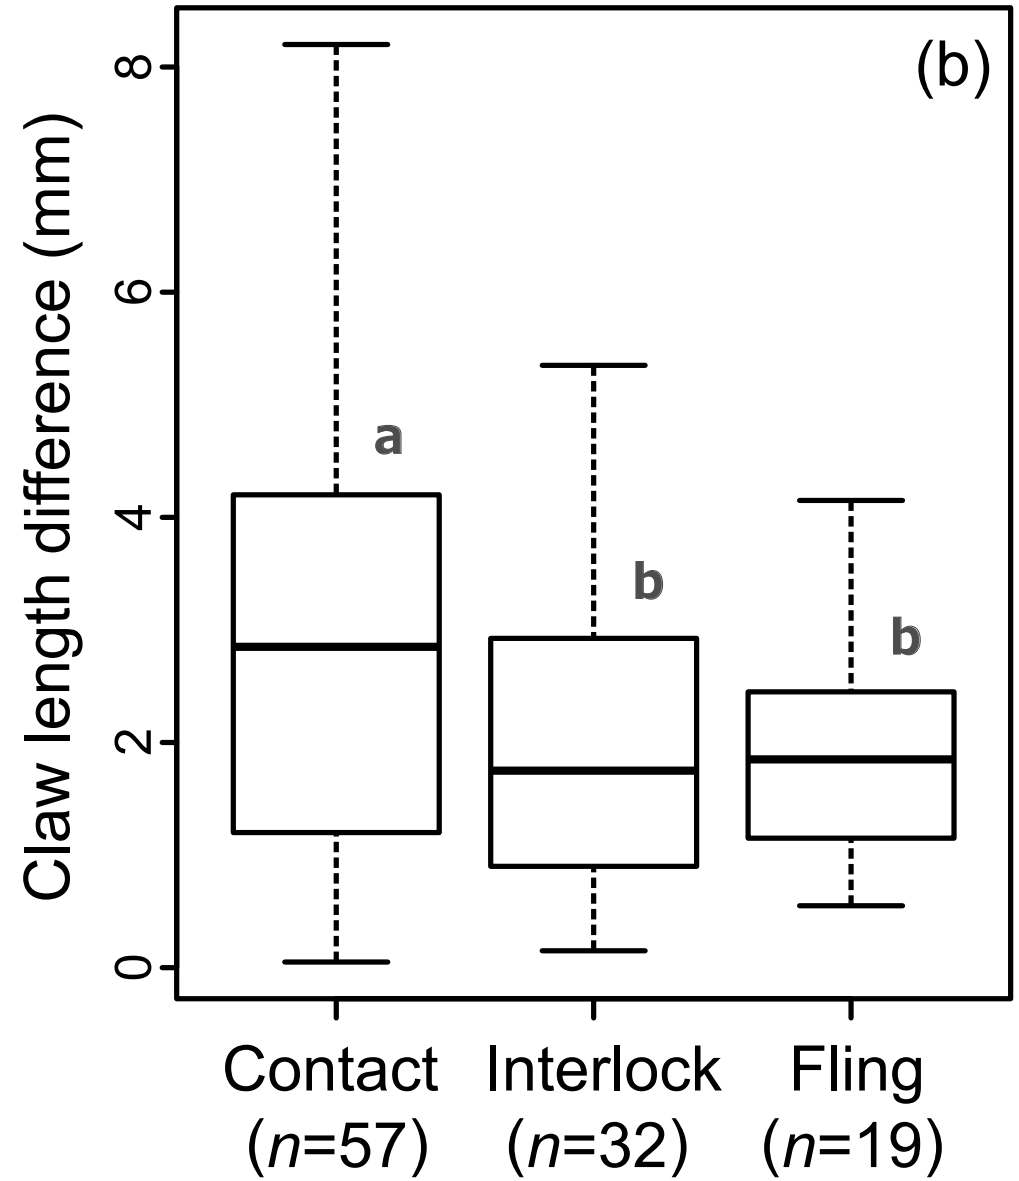 (b)
Claw length difference (mm)
8
6
4
2
0
a
b
b
Contact
(n=57)
Interlock
(n=32)
Fling
(n=19)